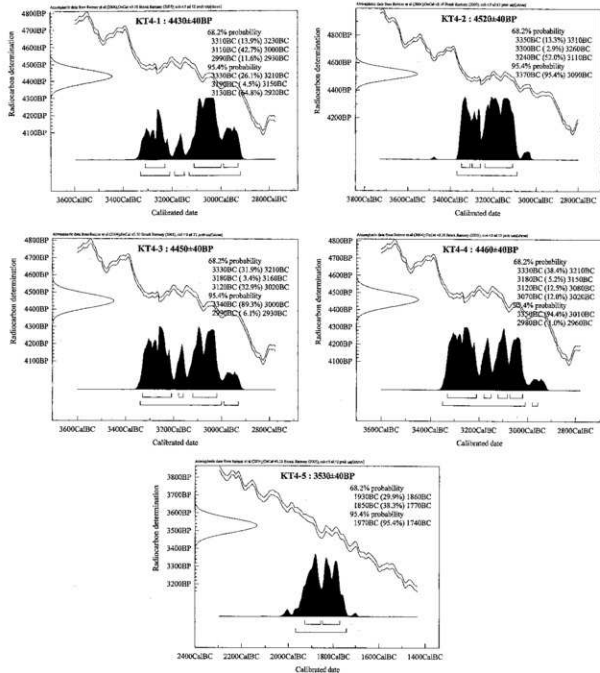 KT4-1 : 4430±40BP
68.2% probability
3310BC (13.9%) 3230BC
3110BC (42.7%) 3000BC
2990BC (11.6%) 2930BC
95.4% probability
3330BC (26.1%) 3210BC
3190BC ( 4.5%) 3150BC
3130BC (64.8%) 2920BC
Radiocarbon determination
4800BP
4700BP
4600BP
4500BP
4400BP
4300BP
4200BP
4100BP
3600CalBC 3400CalBC 3200CalBC 3000CalBC 2800CalBC
Calibrated date
KT4-2 : 4520±40BP
68.2% probability
3350BC (13.3%) 3310BC
3300BC ( 2.9%) 3260BC
3240BC (52.0%) 3110BC
95.4% probability
3370BC (95.4%) 3090BC
Radiocarbon determination
4800BP
4600BP
4400BP
4200BP
3800CalBC 3600CalBC 3400CalBC 3200CalBC 3000CalBC 2800CalBC
Calibrated date
KT4-3 : 4450±40BP
68.2% probability
3330BC (31.9%) 3210BC
3180BC ( 3.4%) 3160BC
3120BC (32.9%) 3020BC
95.4% probability
3340BC (89.3%) 3000BC
2990BC ( 6.1%) 2930BC
Radiocarbon determination
4800BP
4700BP
4600BP
4500BP
4400BP
4300BP
4200BP
4100BP
3600CalBC 3400CalBC 3200CalBC 3000CalBC 2800CalBC
Calibrated date
KT4-4 : 4460±40BP
68.2% probability
3330BC (38.4%) 3210BC
3180BC ( 5.2%) 3150BC
3120BC (12.5%) 3080BC
3070BC (12.0%) 3020BC
95.4% probability
3350BC (94.4%) 3010BC
2980BC ( 1.0%) 2960BC
Radiocarbon determination
4800BP
4700BP
4600BP
4500BP
4400BP
4300BP
4200BP
4100BP
3600CalBC 3400CalBC 3200CalBC 3000CalBC 2800CalBC
Calibrated date
KT4-5 : 3530±40BP
68.2% probability
1930BC (29.9%) 1860BC
1850BC (38.3%) 1770BC
95.4% probability
1970BC (95.4%) 1740BC
Radiocarbon determination
3800BP
3700BP
3600BP
3500BP
3400BP
3300BP
3200BP
2400CalBC 2200CalBC 2000CalBC 1800CalBC 1600CalBC 1400CalBC
Calibrated date